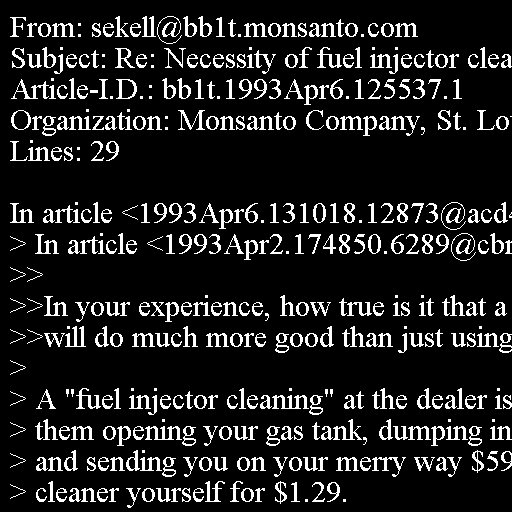 From: sekell@bb1t.monsanto.com
Subject: Re: Necessity of fuel injector clea
Article-I.D.: bb1t.1993Apr6.125537.1
Organization: Monsanto Company, St. Lo
Lines: 29

In article <1993Apr6.131018.12873@acd4
> In article <1993Apr2.174850.6289@cbn
>>
>>In your experience, how true is it that a
>>will do much more good than just using
>
> A "fuel injector cleaning" at the dealer is
> them opening your gas tank, dumping in
> and sending you on your merry way $59
> cleaner yourself for $1.29.